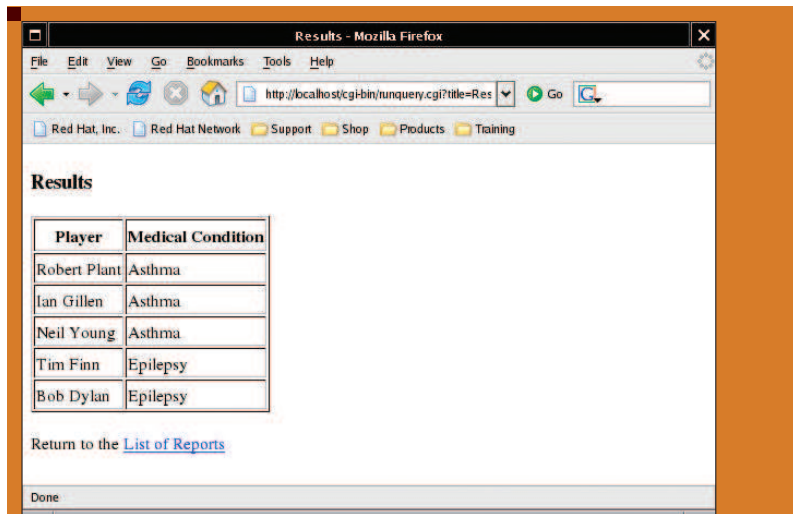 Results - Mozilla Firefox
File Edit View Go Bookmarks Tools Help
http://localhost/cgi-bin/runquery.cgi?title=Res Go G
Red Hat, Inc. Red Hat Network Support Shop Products Training
Results
Player Medical Condition
Robert Plant Asthma
Ian Gillen Asthma
Neil Young Asthma
Tim Finn Epilepsy
Bob Dylan Epilepsy
Return to the List of Reports
Done